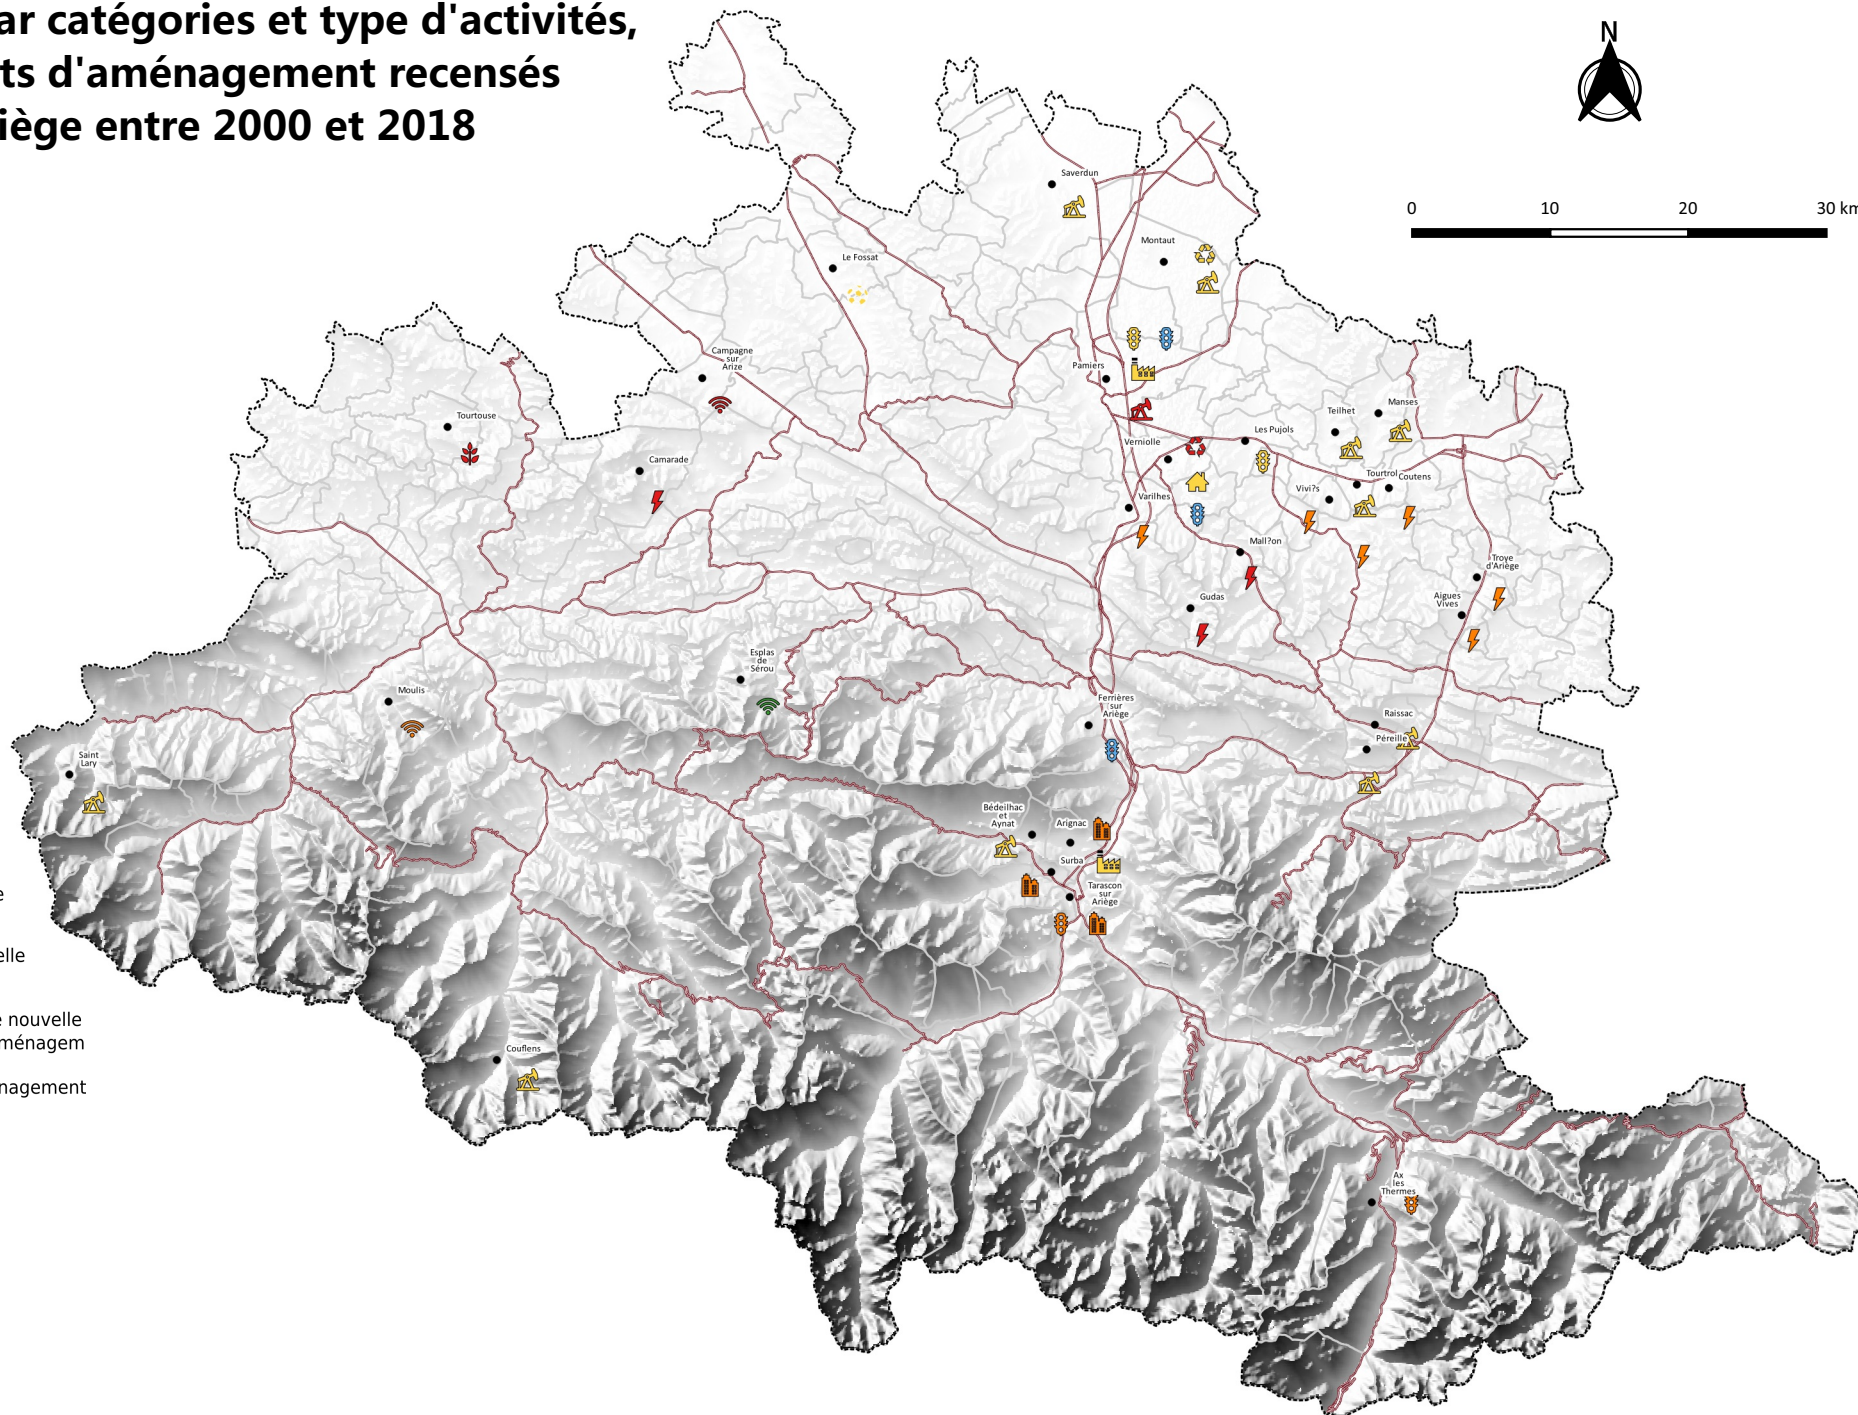 ar catégories et type d'activités,
ts d'aménagement recensés
iège entre 2000 et 2018
N
0 10 20 30 km
Saverdun
Montaut
Le Fossat
Campagne
sur
Arize
Pamiers
Tourtouse
Manses
Teilhet
Les Pujols
Verniolle
Camarade
Tourtrol
Coutens
Vivi?s
Varilhes
Mall?on
Troye
d'Ariège
Aigues
Vives
Gudas
Esplas
de
Sérou
Moulis
Ferrières
sur
Ariège
Raissac
Péreille
Saint
Lary
Bédeilhac
et
Aynat
Arignac
Surba
Tarascon
sur
Ariège
e
elle
e nouvelle
ménagem
nagement
Couflens
Ax
les
Thermes